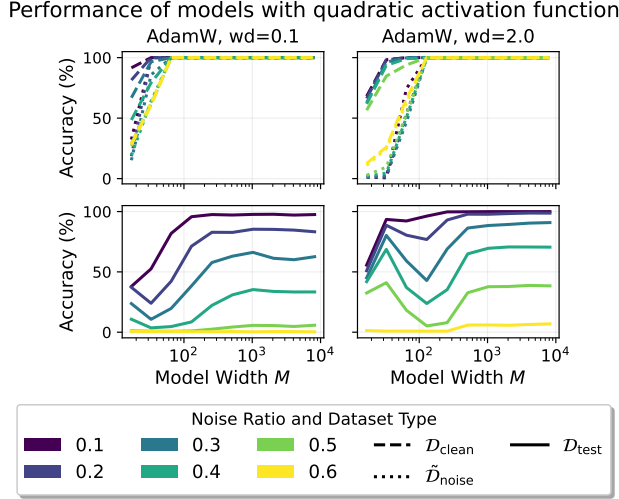 Performance of models with quadratic activation function
AdamW, wd=0.1
AdamW, wd=2.0
Accuracy (%)
100
50
0
Accuracy (%)
100
50
0
10²
10³
10⁴
10²
10³
10⁴
Model Width M
Model Width M
Noise Ratio and Dataset Type
0.1
0.3
0.5
𝒟clean
𝒟test
0.2
0.4
0.6
𝒟̃noise